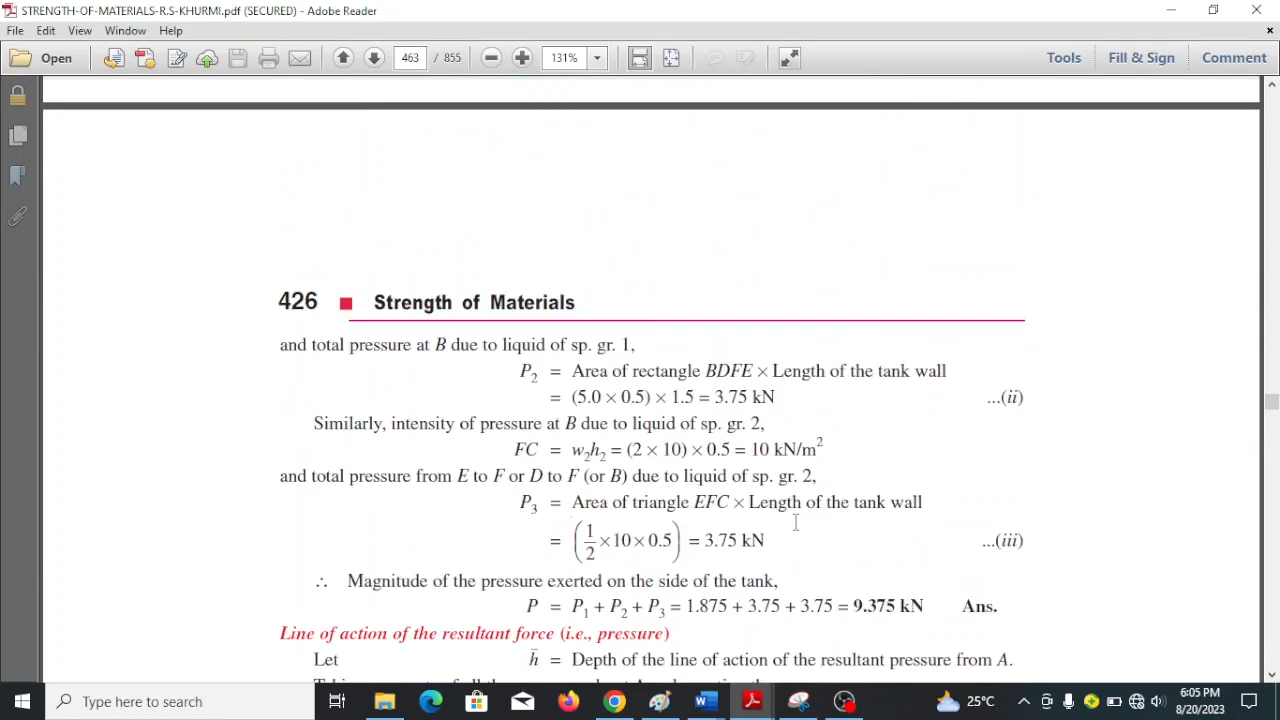 STRENGTH-OF-MATERIALS-R.S-KHURMI.pdf (SECURED) - Adobe Reader
File Edit View Window Help
Open 463 / 855 131% Tools Fill & Sign Comment
426 Strength of Materials
and total pressure at B due to liquid of sp. gr. 1,
P2 = Area of rectangle BDFE × Length of the tank wall
= (5.0 × 0.5) × 1.5 = 3.75 kN ...(ii)
Similarly, intensity of pressure at B due to liquid of sp. gr. 2,
FC = w2h2 = (2 × 10) × 0.5 = 10 kN/m2
and total pressure from E to F or D to F (or B) due to liquid of sp. gr. 2,
P3 = Area of triangle EFC × Length of the tank wall
= (1/2 × 10 × 0.5) = 3.75 kN ...(iii)
∴ Magnitude of the pressure exerted on the side of the tank,
P = P1 + P2 + P3 = 1.875 + 3.75 + 3.75 = 9.375 kN Ans.
Line of action of the resultant force (i.e., pressure)
Let h̄ = Depth of the line of action of the resultant pressure from A.
Type here to search
25°C
6:05 PM
8/20/2023